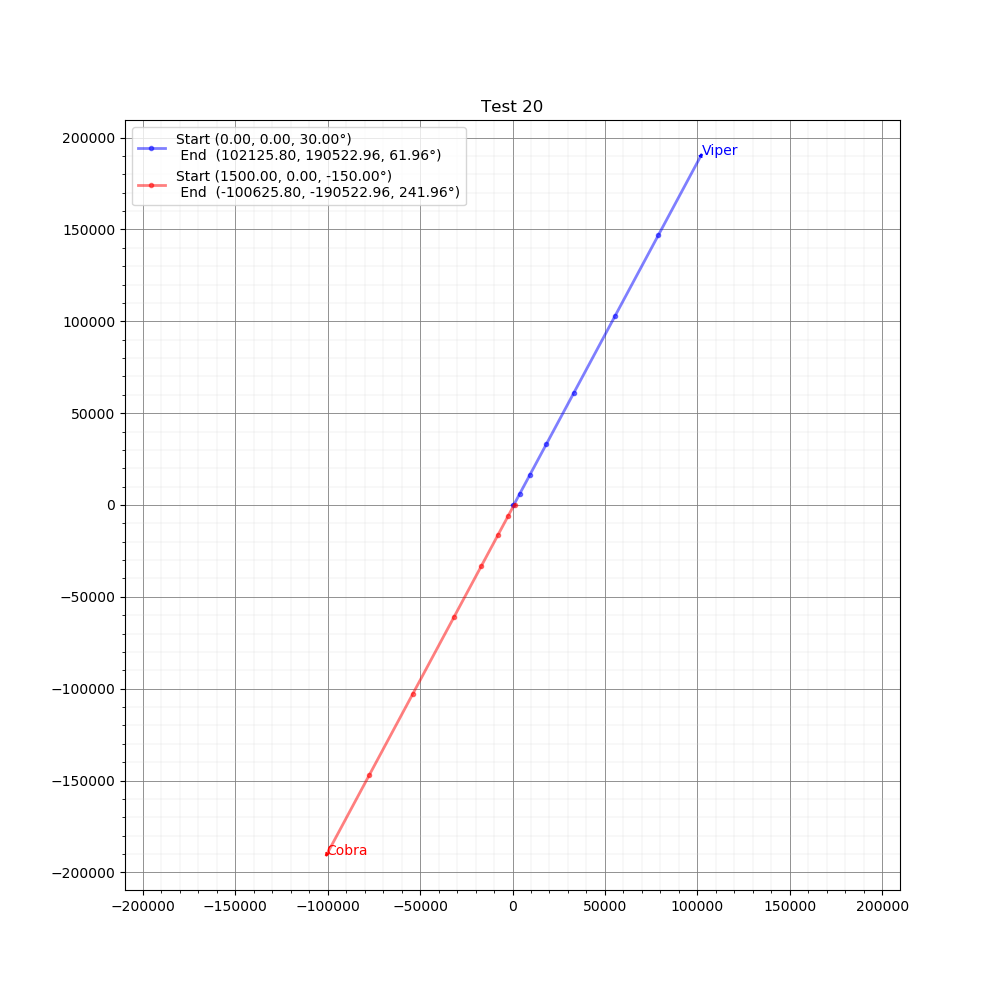 Test 20
Start (0.00, 0.00, 30.00°)
End (102125.80, 190522.96, 61.96°)
Start (1500.00, 0.00, -150.00°)
End (-100625.80, -190522.96, 241.96°)
Viper
Cobra
200000
150000
100000
50000
0
−50000
−100000
−150000
−200000
−200000 −150000 −100000 −50000 0 50000 100000 150000 200000